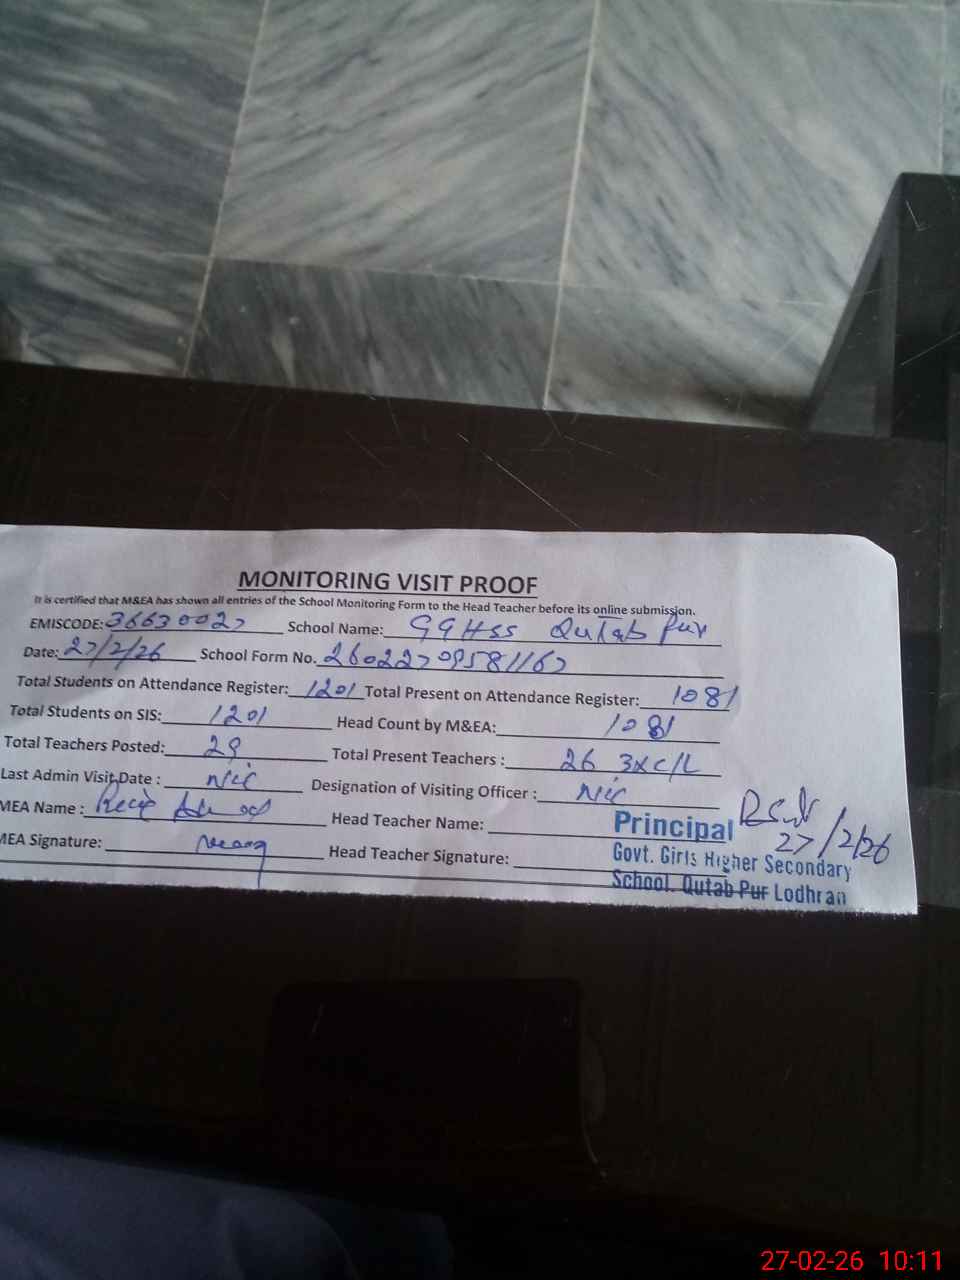 MONITORING VISIT PROOF
It is certified that M&EA has shown all entries of the School Monitoring Form to the Head Teacher before its online submission.
EMISCODE: 36630027 School Name: GGHSS Qutab Pur
Date: 27/2/26 School Form No. 26022709581167
Total Students on Attendance Register: 1201 Total Present on Attendance Register: 1081
Total Students on SIS: 1201 Head Count by M&EA: 1081
Total Teachers Posted: 29 Total Present Teachers : 26 3xC/L
Last Admin Visit Date : Nil Designation of Visiting Officer : Nil
MEA Name : Head Teacher Name:
MEA Signature: Head Teacher Signature:
Principal
27/2/26
Govt. Girls Higher Secondary
School. Qutab Pur Lodhran
27-02-26 10:11